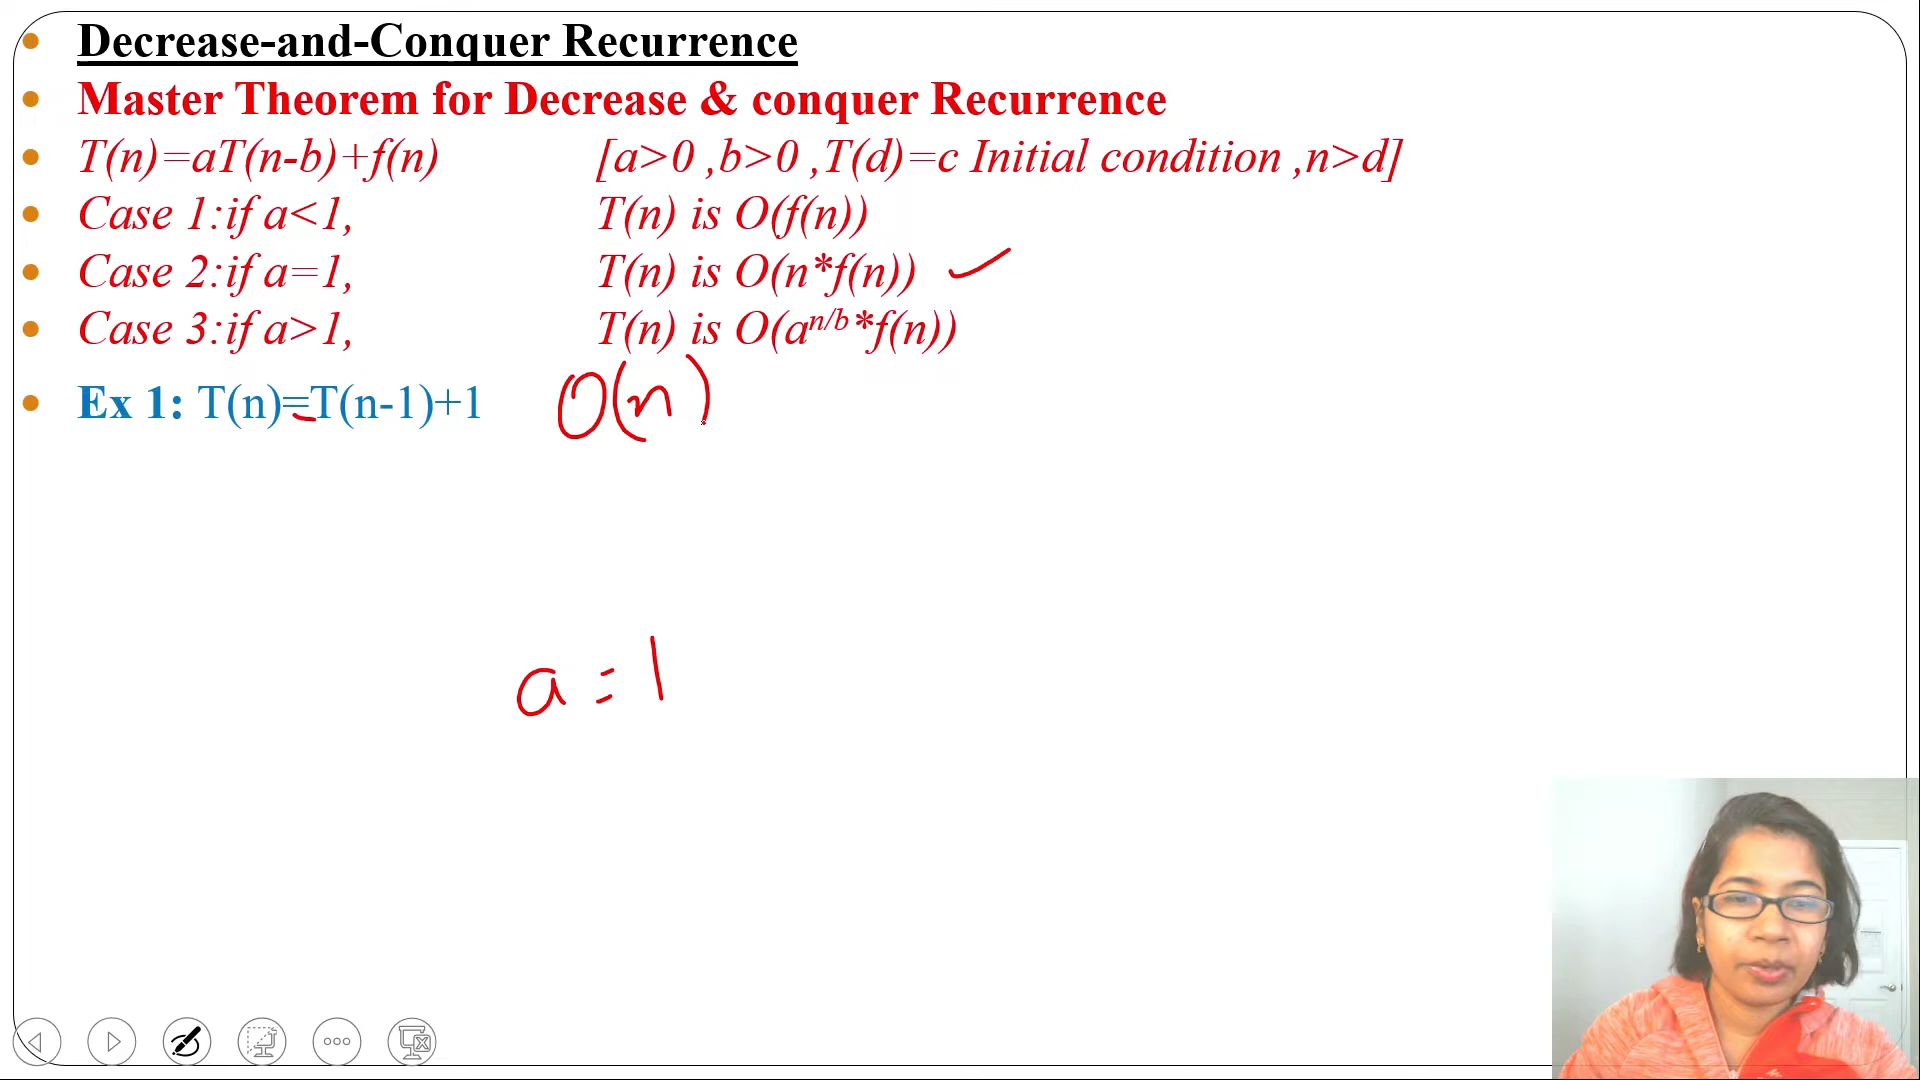 Decrease-and-Conquer Recurrence
Master Theorem for Decrease & conquer Recurrence
T(n)=aT(n-b)+f(n) [a>0 ,b>0 ,T(d)=c Initial condition ,n>d]
Case 1:if a<1, T(n) is O(f(n))
Case 2:if a=1, T(n) is O(n*f(n))
Case 3:if a>1, T(n) is O(aⁿ/ᵇ*f(n))
Ex 1: T(n)=T(n-1)+1 O(n)
a = 1